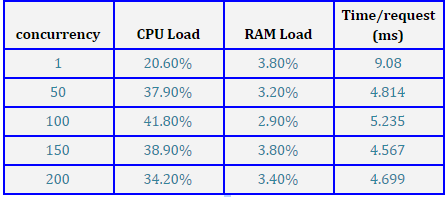 concurrency CPU Load RAM Load Time/request (ms)
1 20.60% 3.80% 9.08
50 37.90% 3.20% 4.814
100 41.80% 2.90% 5.235
150 38.90% 3.80% 4.567
200 34.20% 3.40% 4.699